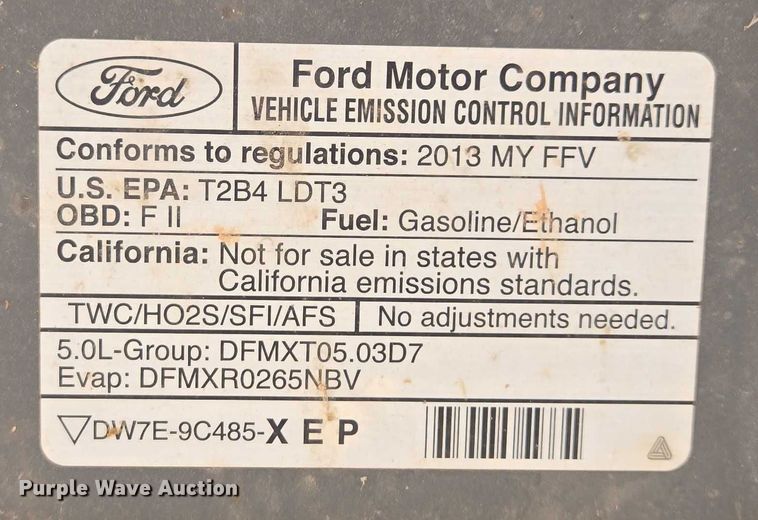 Ford
Ford Motor Company
VEHICLE EMISSION CONTROL INFORMATION
Conforms to regulations: 2013 MY FFV
U.S. EPA: T2B4 LDT3
OBD: F II Fuel: Gasoline/Ethanol
California: Not for sale in states with
California emissions standards.
TWC/HO2S/SFI/AFS No adjustments needed.
5.0L-Group: DFMXT05.03D7
Evap: DFMXR0265NBV
DW7E-9C485-X E P
Purple Wave Auction